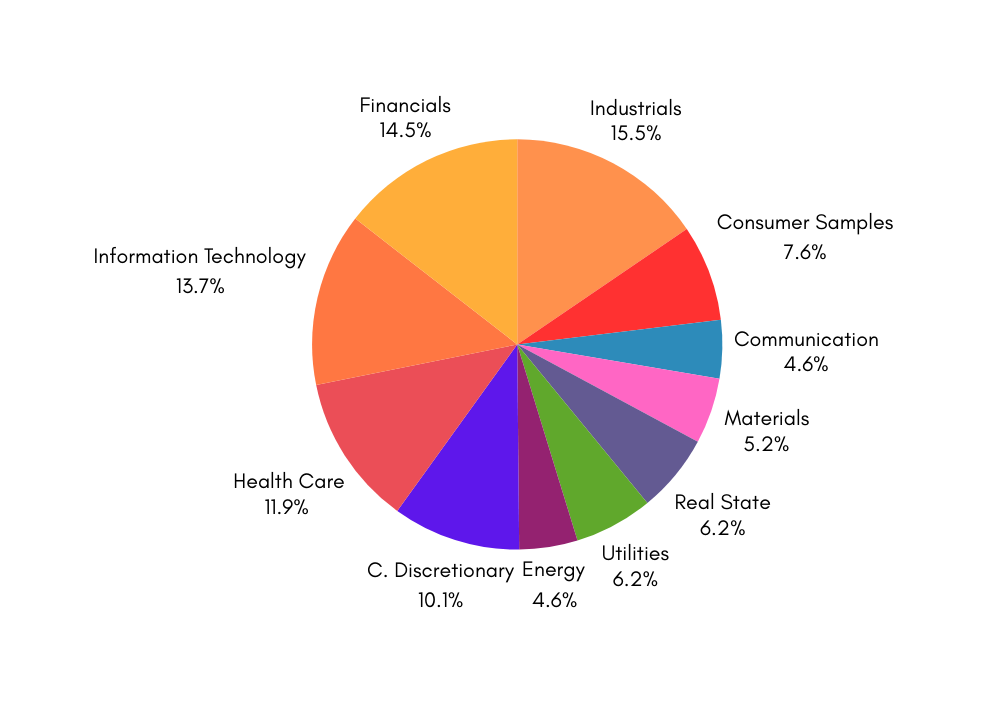 Financials
14.5%
Industrials
15.5%
Consumer Samples
7.6%
Information Technology
13.7%
Communication
4.6%
Materials
5.2%
Health Care
11.9%
Real State
6.2%
Utilities
6.2%
C. Discretionary
10.1%
Energy
4.6%